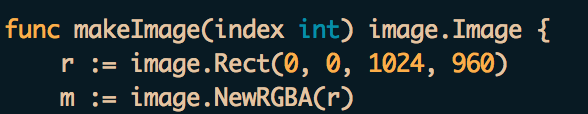 func makeImage(index int) image.Image {
    r := image.Rect(0, 0, 1024, 960)
    m := image.NewRGBA(r)